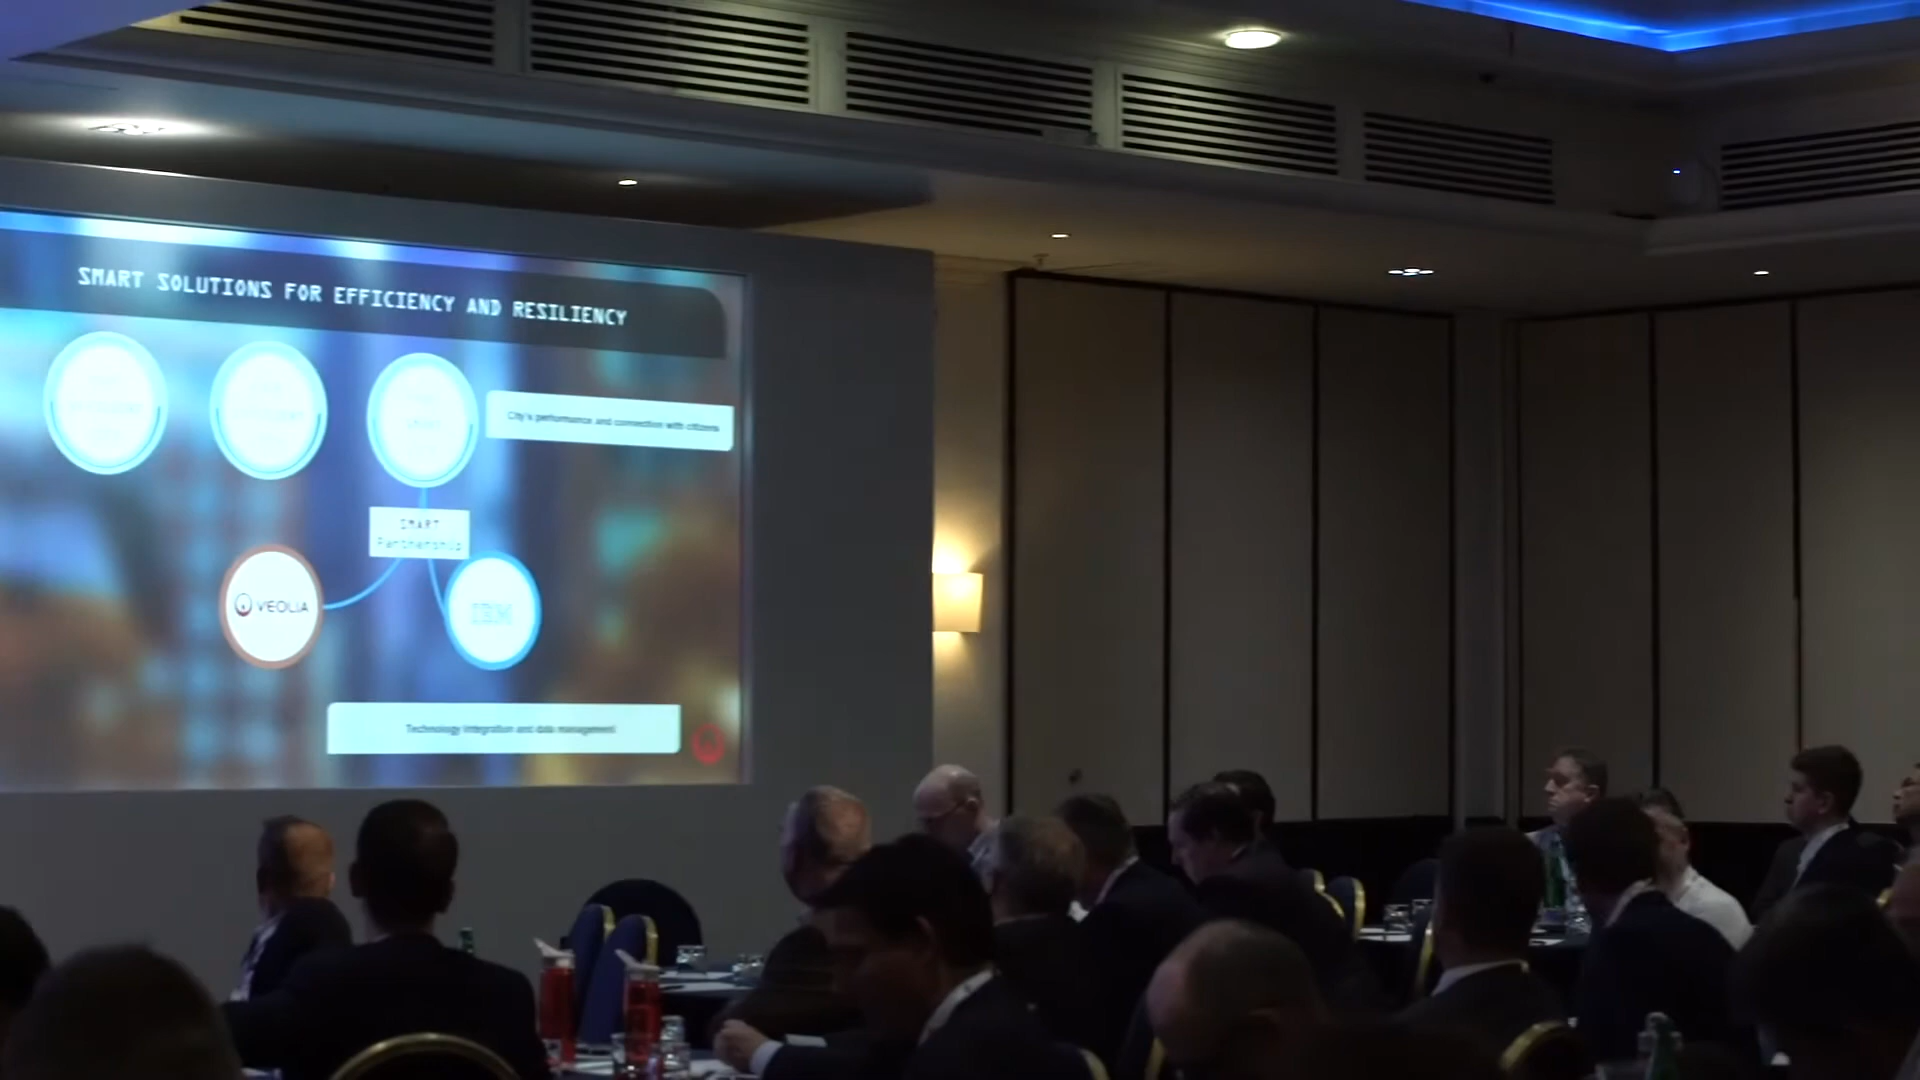 SMART SOLUTIONS FOR EFFICIENCY AND RESILIENCY
City's performance and connection with citizens
SMART
Partnership
VEOLIA
IBM
Technology integration and data management